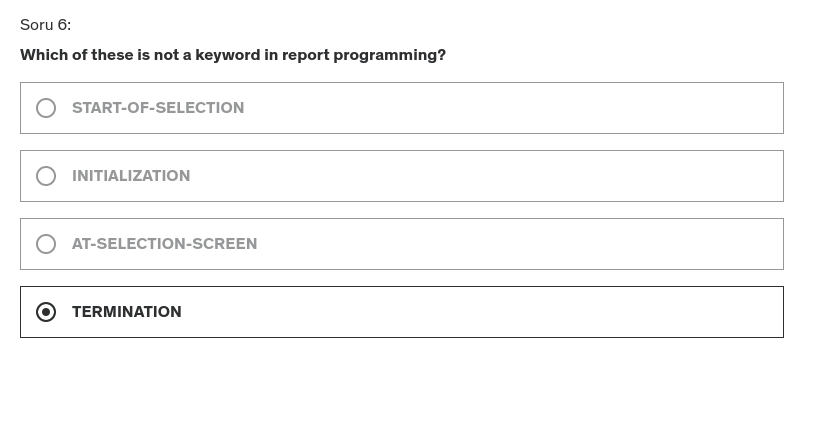 Soru 6:
Which of these is not a keyword in report programming?
START-OF-SELECTION
INITIALIZATION
AT-SELECTION-SCREEN
TERMINATION